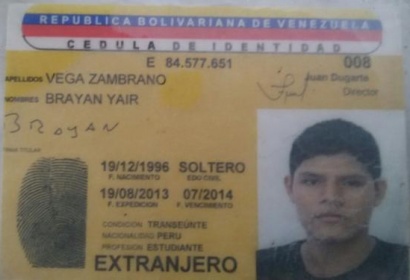 REPUBLICA BOLIVARIANA DE VENEZUELA
CEDULA DE IDENTIDAD
E 84.577.651 008
APELLIDOS VEGA ZAMBRANO
Juan Dugarte
Director
NOMBRES BRAYAN YAIR
BRAYAN
FIRMA TITULAR
19/12/1996 SOLTERO
F. NACIMIENTO EDO CIVIL
19/08/2013 07/2014
F. EXPEDICION F. VENCIMIENTO
CONDICION TRANSEUNTE
NACIONALIDAD PERU
PROFESION ESTUDIANTE
EXTRANJERO